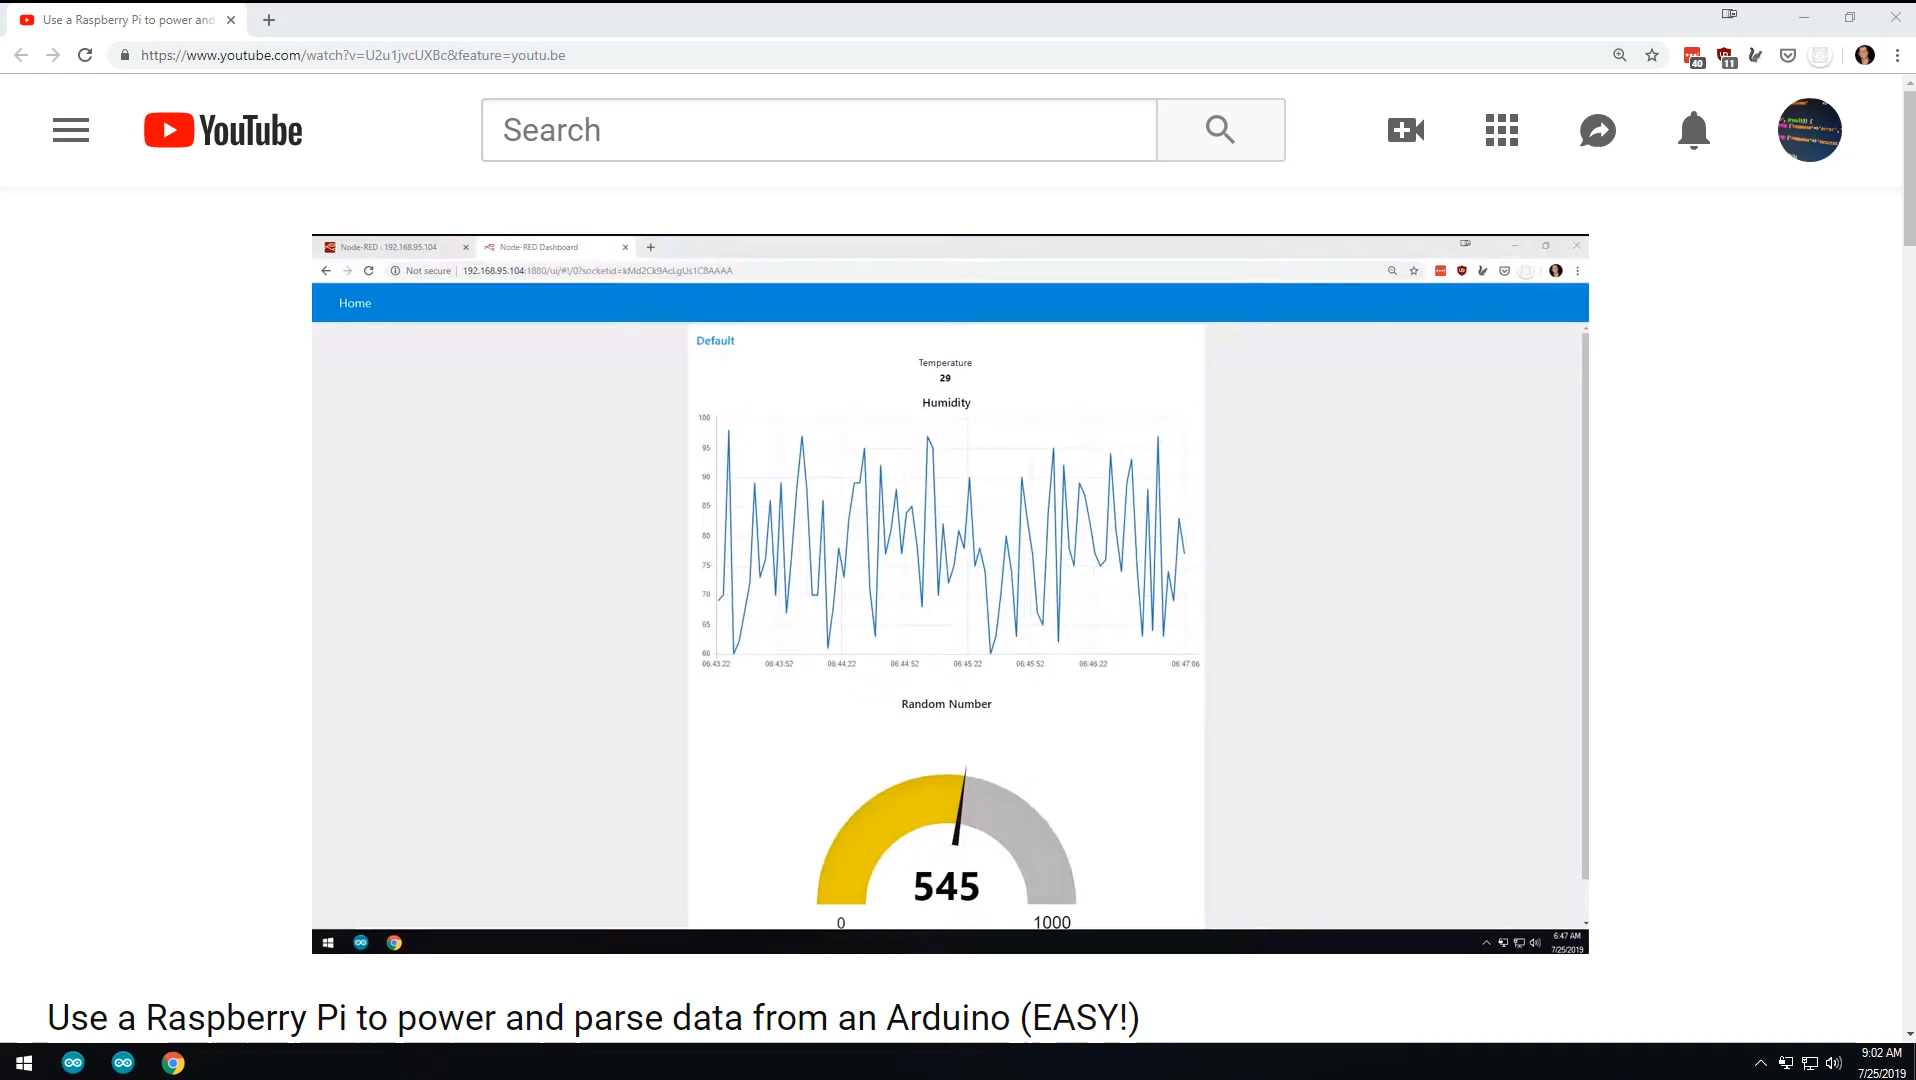 Use a Raspberry Pi to power and
https://www.youtube.com/watch?v=U2u1jvcUXBc&feature=youtu.be
40
11
YouTube
Search
Node-RED : 192.168.95.104
Node-RED Dashboard
Not secure
192.168.95.104:1880/ui/#!/0?socketid=kMd2Ck9AcLgUs1C8AAAA
Home
Default
Temperature
29
Humidity
100
95
90
85
80
75
70
65
60
06:43:22 06:43:52 06:44:22 06:44:52 06:45:22 06:45:52 06:46:22 06:47:06
Random Number
545
0 1000
6:47 AM
7/25/2019
Use a Raspberry Pi to power and parse data from an Arduino (EASY!)
9:02 AM
7/25/2019